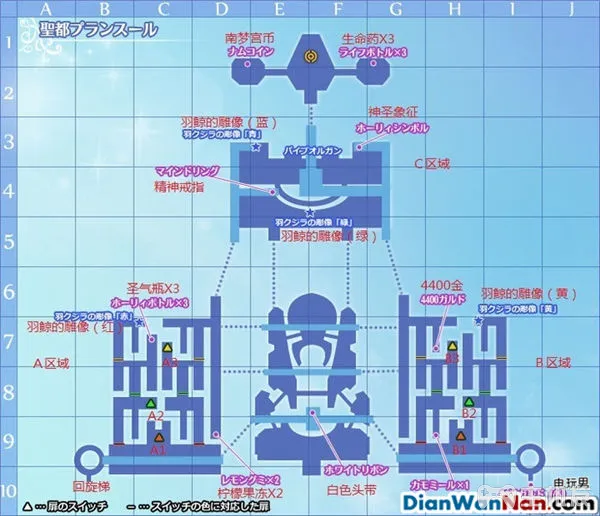 A B C D E F G H I J
聖都プランスール
1
南梦宫币
ナムコイン
生命药X3
ライフボトル×3
2
神圣象征
ホーリィシンボル
羽鲸的雕像（蓝）
羽クジラの彫像「青」
3
パイプオルガン
C区域
マインドリング
精神戒指
4
羽クジラの彫像「緑」
羽鲸的雕像（绿）
5
6
圣气瓶X3
ホーリィボトル×3
4400金
4400ガルド
羽鲸的雕像（黄）
羽クジラの彫像「黄」
羽クジラの彫像「赤」
羽鲸的雕像（红）
7
A3
B3
A区域
B区域
8
A2
B2
9
A1
B1
レモングミ×2
柠檬果冻X2
ホワイトリボン
白色头带
カモミール×1
回旋梯
10
▲…扉のスイッチ
－…スイッチの色に対応した扉
电玩男
DianWanNan.com